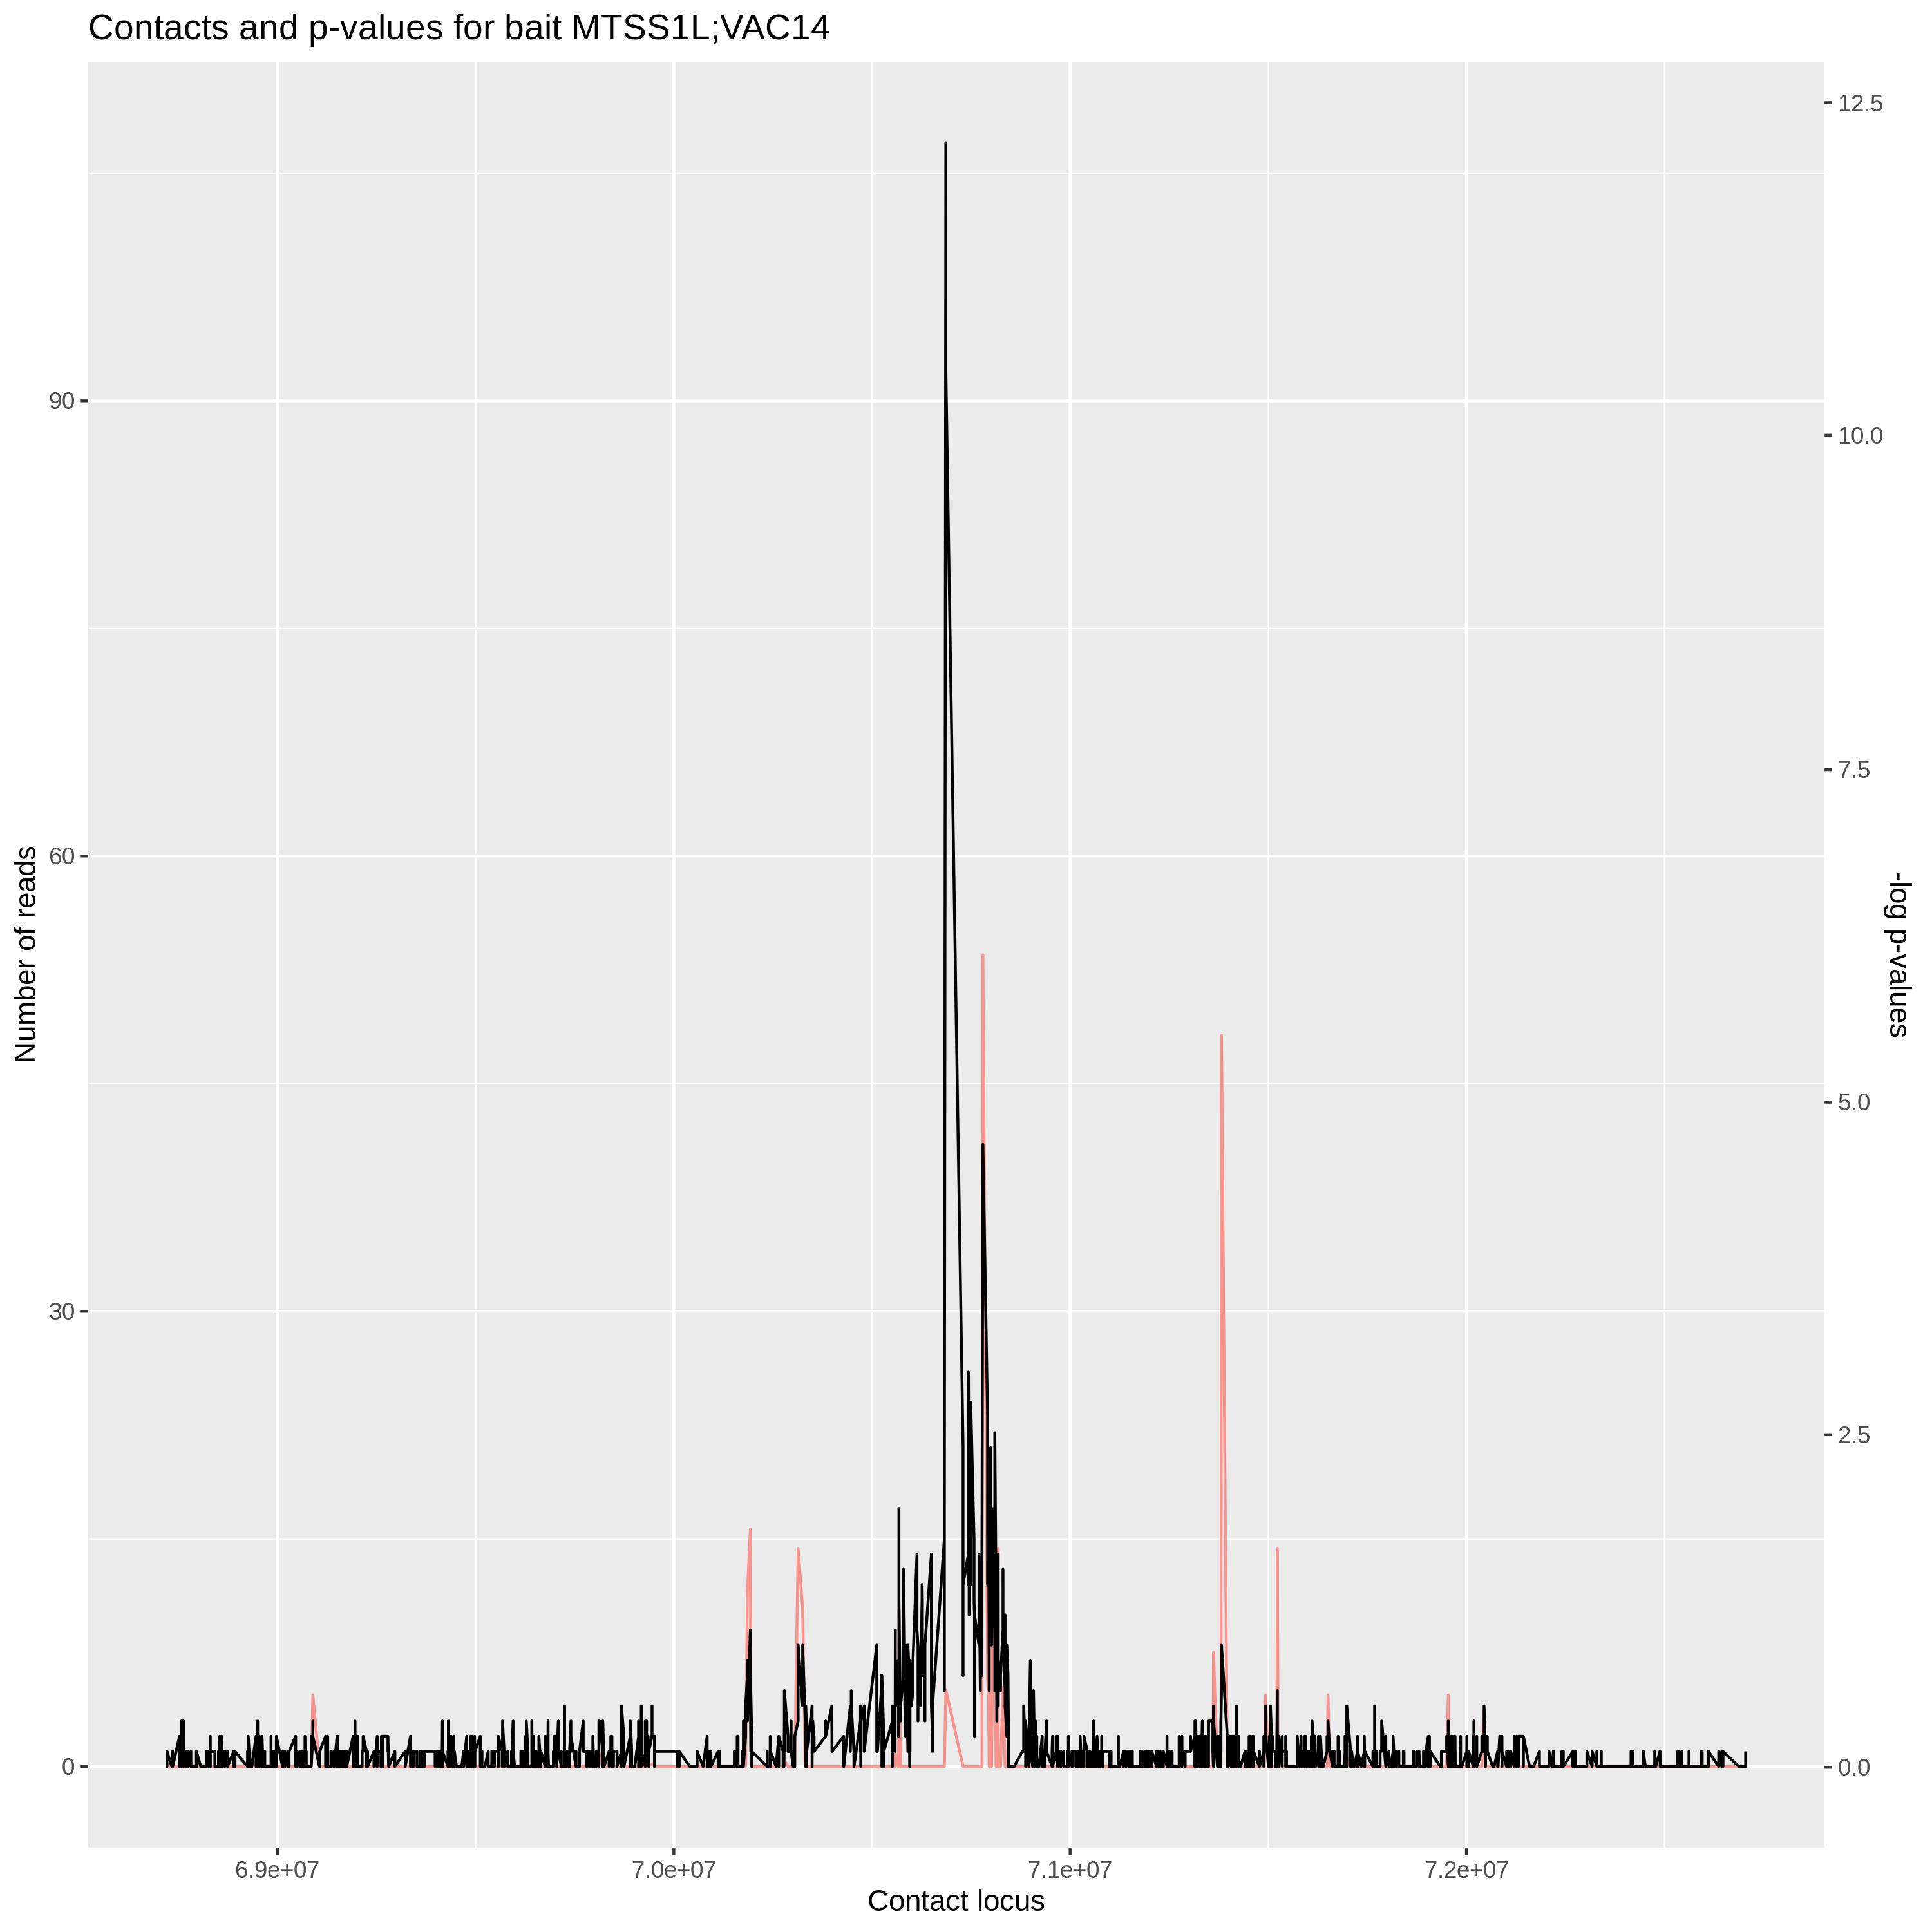 Contacts and p-values for bait MTSS1L;VAC14
Number of reads
90
60
30
0
12.5
10.0
7.5
5.0
2.5
0.0
-log p-values
6.9e+07
7.0e+07
7.1e+07
7.2e+07
Contact locus